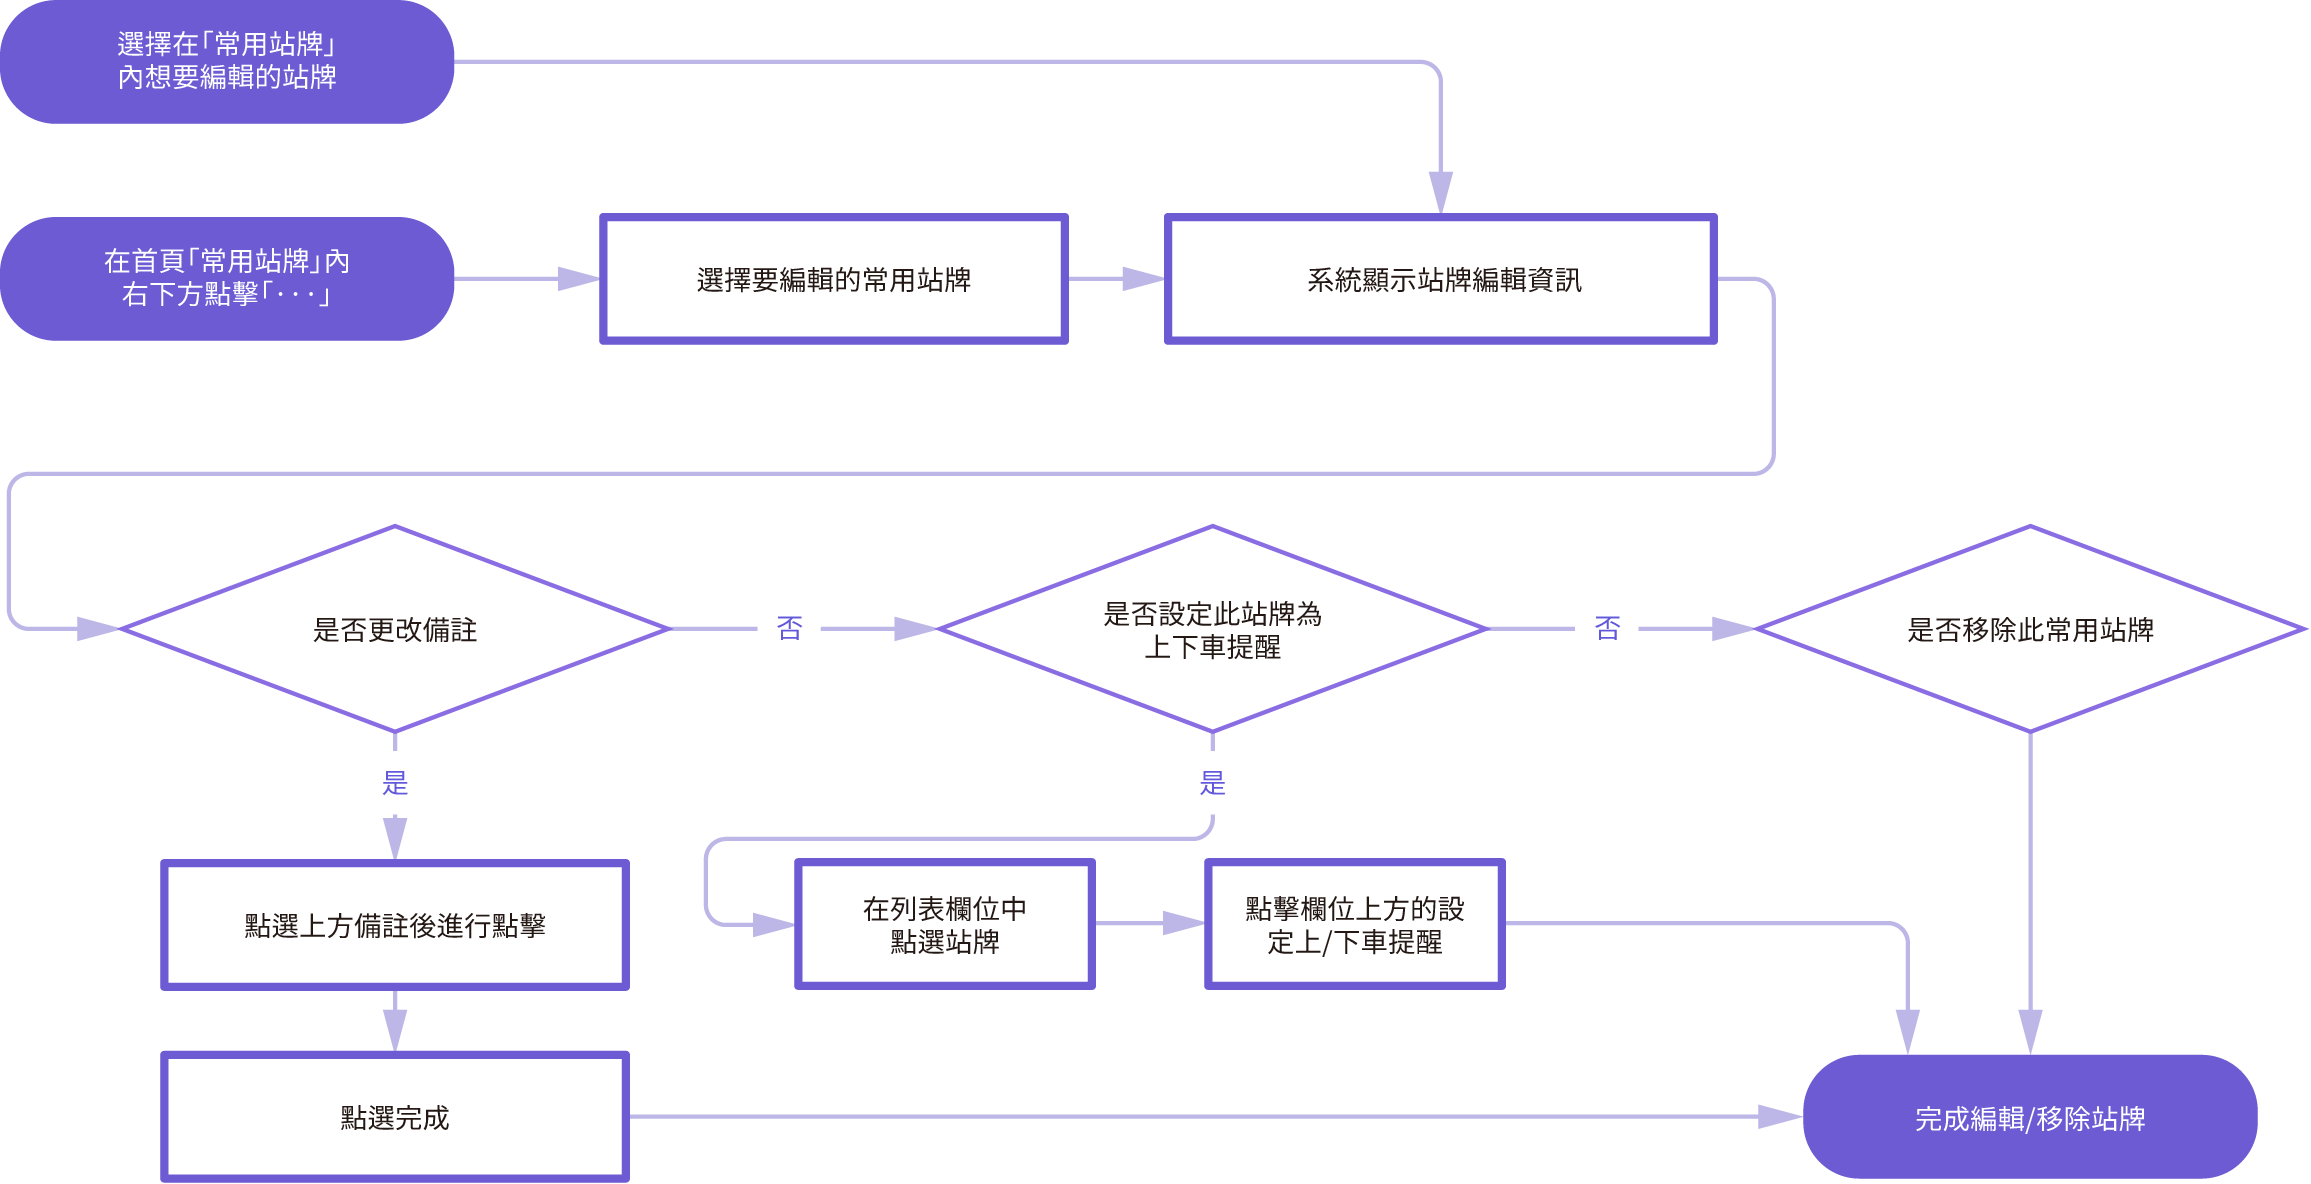 選擇在「常用站牌」
內想要編輯的站牌
在首頁「常用站牌」內
右下方點擊「···」
選擇要編輯的常用站牌
系統顯示站牌編輯資訊
是否更改備註
否
是否設定此站牌為
上下車提醒
否
是否移除此常用站牌
是
是
點選上方備註後進行點擊
在列表欄位中
點選站牌
點擊欄位上方的設
定上/下車提醒
點選完成
完成編輯/移除站牌